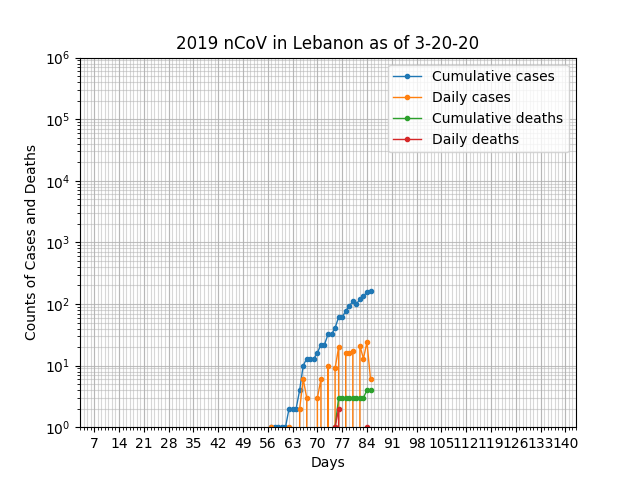 2019 nCoV in Lebanon as of 3-20-20
Cumulative cases
Daily cases
Cumulative deaths
Daily deaths
Counts of Cases and Deaths
10^6
10^5
10^4
10^3
10^2
10^1
10^0
7 14 21 28 35 42 49 56 63 70 77 84 91 98 105 112 119 126 133 140
Days